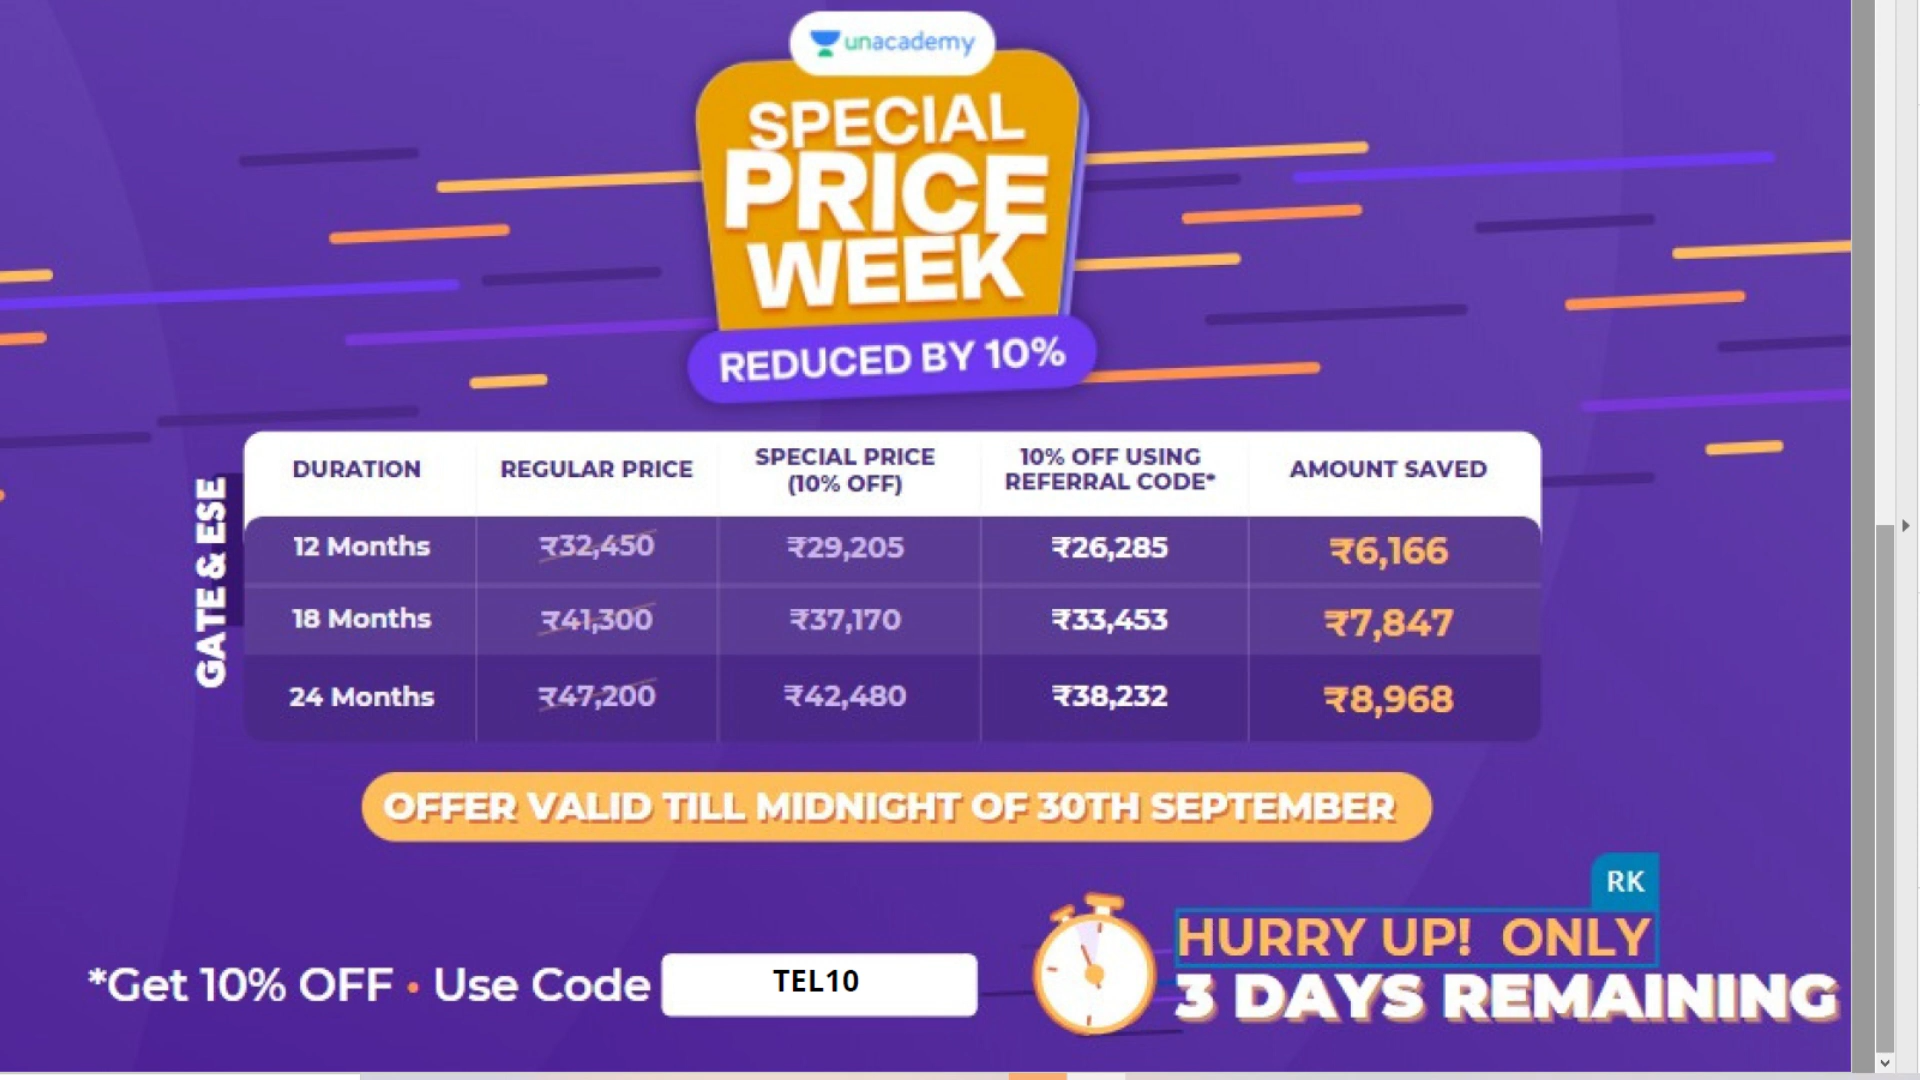 unacademy
SPECIAL
PRICE
WEEK
REDUCED BY 10%
GATE & ESE
DURATION REGULAR PRICE SPECIAL PRICE (10% OFF) 10% OFF USING REFERRAL CODE* AMOUNT SAVED
12 Months ₹32,450 ₹29,205 ₹26,285 ₹6,166
18 Months ₹41,300 ₹37,170 ₹33,453 ₹7,847
24 Months ₹47,200 ₹42,480 ₹38,232 ₹8,968
OFFER VALID TILL MIDNIGHT OF 30TH SEPTEMBER
RK
HURRY UP! ONLY
3 DAYS REMAINING
*Get 10% OFF • Use Code TEL10